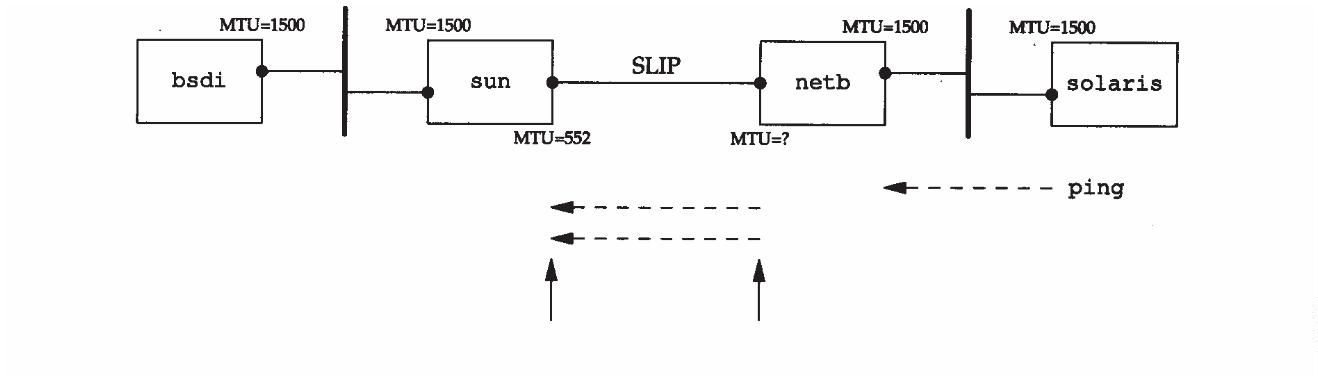 MTU=1500 MTU=1500 MTU=1500 MTU=1500
bsdi sun SLIP netb solaris
MTU=552 MTU=?
ping